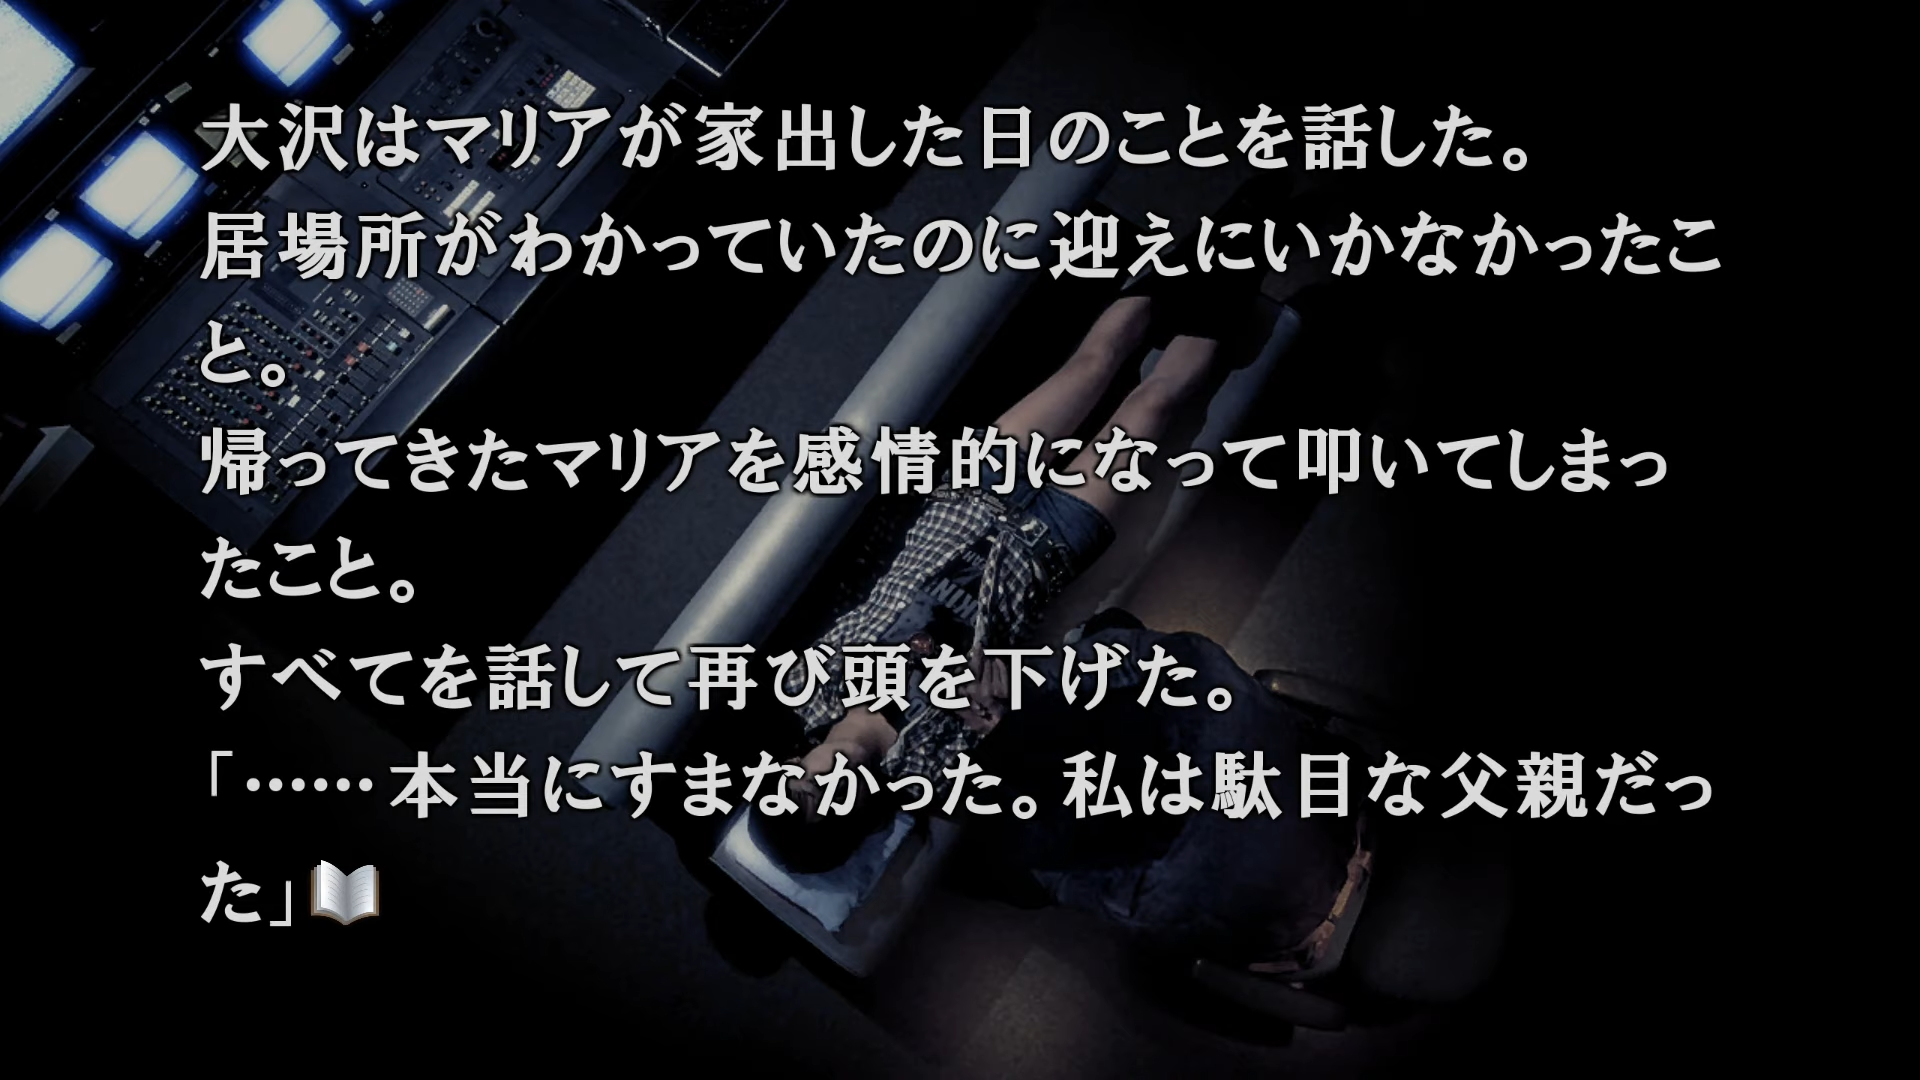 大沢はマリアが家出した日のことを話した。
居場所がわかっていたのに迎えにいかなかったこ
と。
帰ってきたマリアを感情的になって叩いてしまっ
たこと。
すべてを話して再び頭を下げた。
「……本当にすまなかった。私は駄目な父親だっ
た」